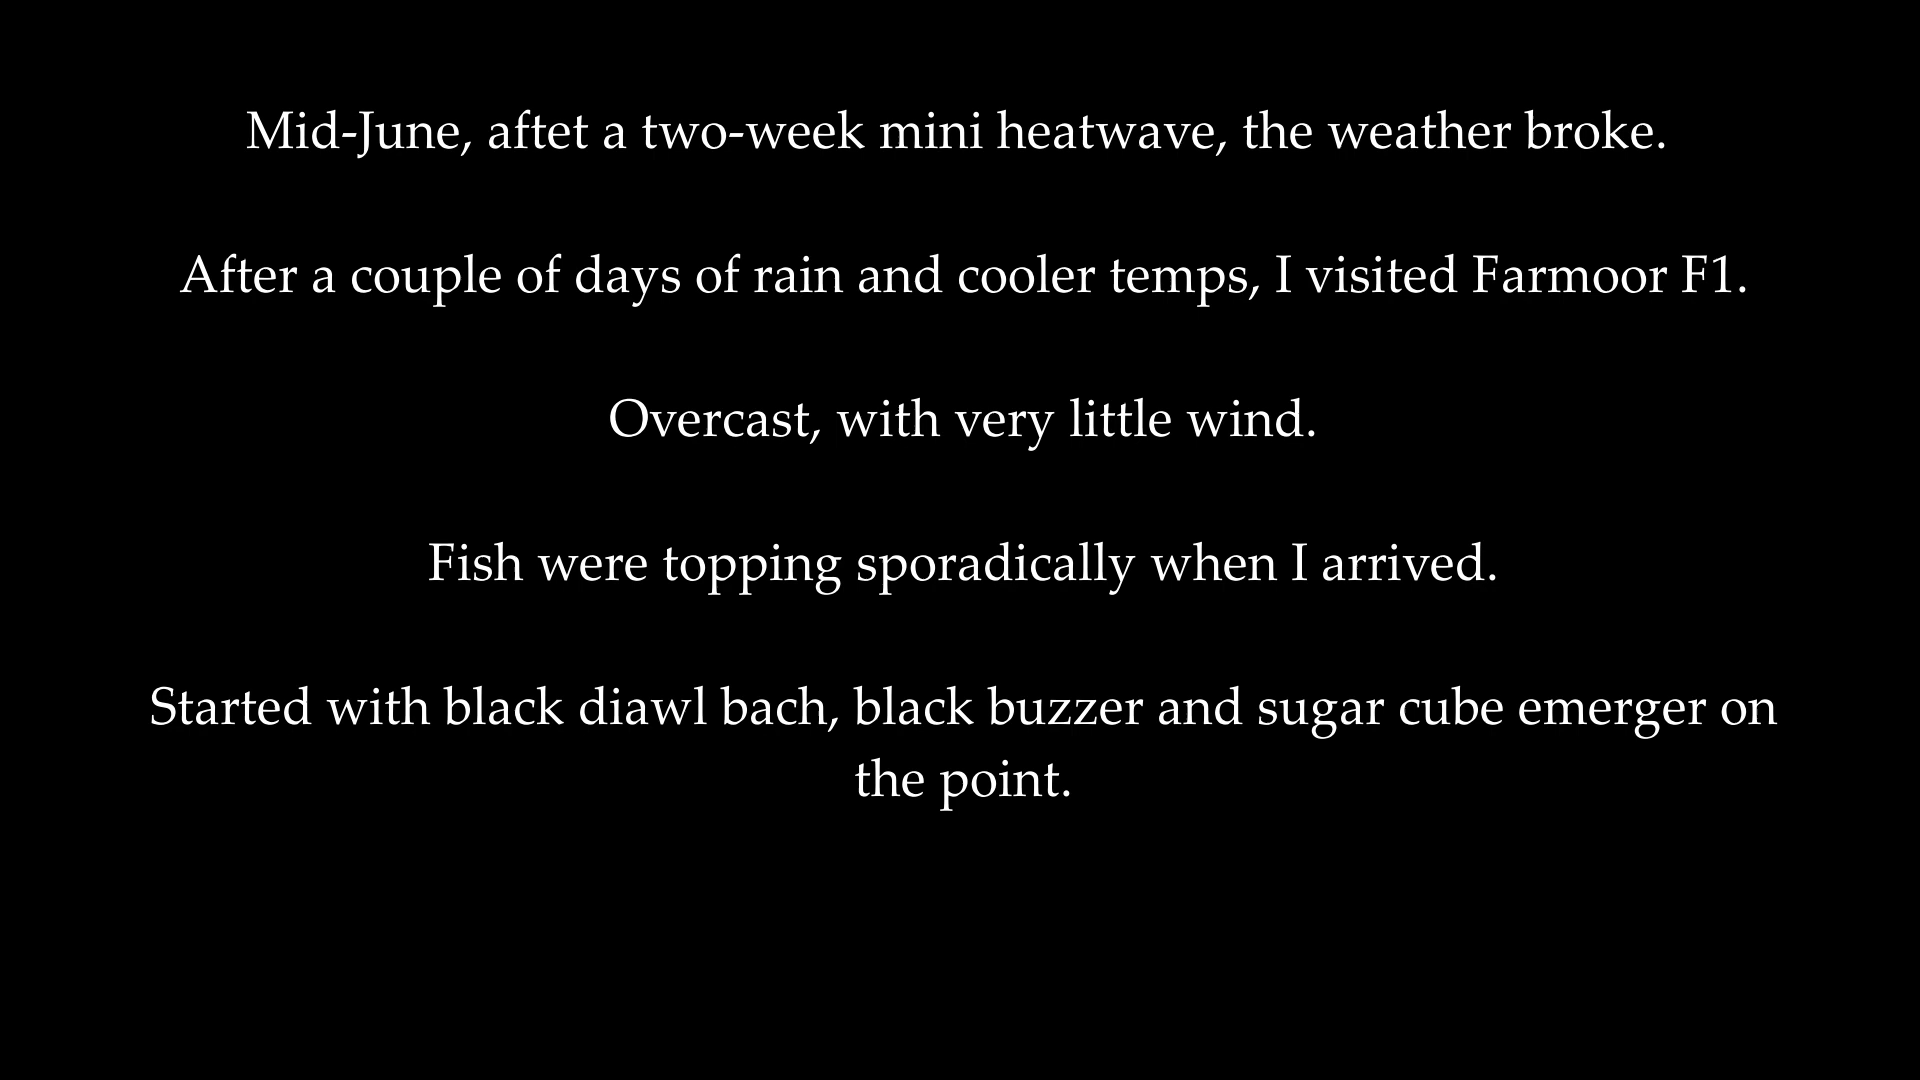 Mid-June, aftet a two-week mini heatwave, the weather broke.
After a couple of days of rain and cooler temps, I visited Farmoor F1.
Overcast, with very little wind.
Fish were topping sporadically when I arrived.
Started with black diawl bach, black buzzer and sugar cube emerger on
the point.